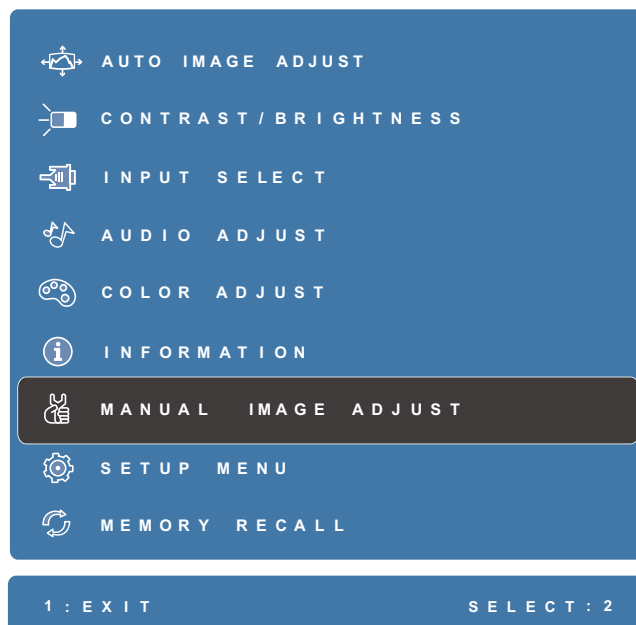 AUTO IMAGE ADJUST
CONTRAST/BRIGHTNESS
INPUT SELECT
AUDIO ADJUST
COLOR ADJUST
INFORMATION
MANUAL IMAGE ADJUST
SETUP MENU
MEMORY RECALL
1:EXIT SELECT:2